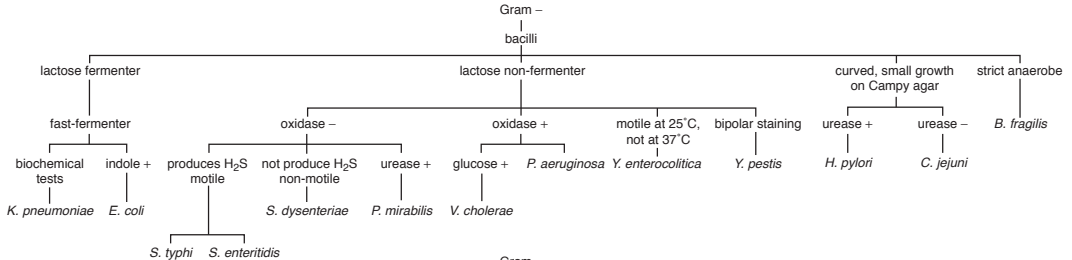 Gram –
bacilli
lactose fermenter
lactose non-fermenter
curved, small growth
on Campy agar
strict anaerobe
fast-fermenter
oxidase –
oxidase +
motile at 25˚C,
not at 37˚C
bipolar staining
urease +
urease –
B. fragilis
biochemical
tests
indole +
produces H₂S
motile
not produce H₂S
non-motile
urease +
glucose +
P. aeruginosa
Y. enterocolitica
Y. pestis
H. pylori
C. jejuni
K. pneumoniae
E. coli
S. dysenteriae
P. mirabilis
V. cholerae
S. typhi
S. enteritidis